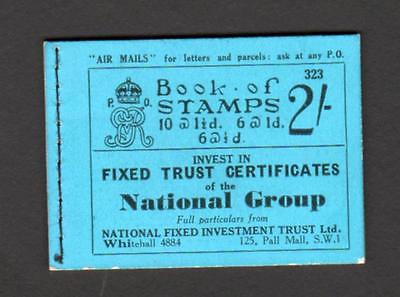 "AIR MAILS" for letters and parcels: ask at any P.O.
323
Book of
P. O. STAMPS 2/-
10 @ 1½d. 6 @ 1d.
6 @ ½d.
INVEST IN
FIXED TRUST CERTIFICATES
of the
National Group
Full particulars from
NATIONAL FIXED INVESTMENT TRUST Ltd.
Whitehall 4884 125, Pall Mall, S.W.1